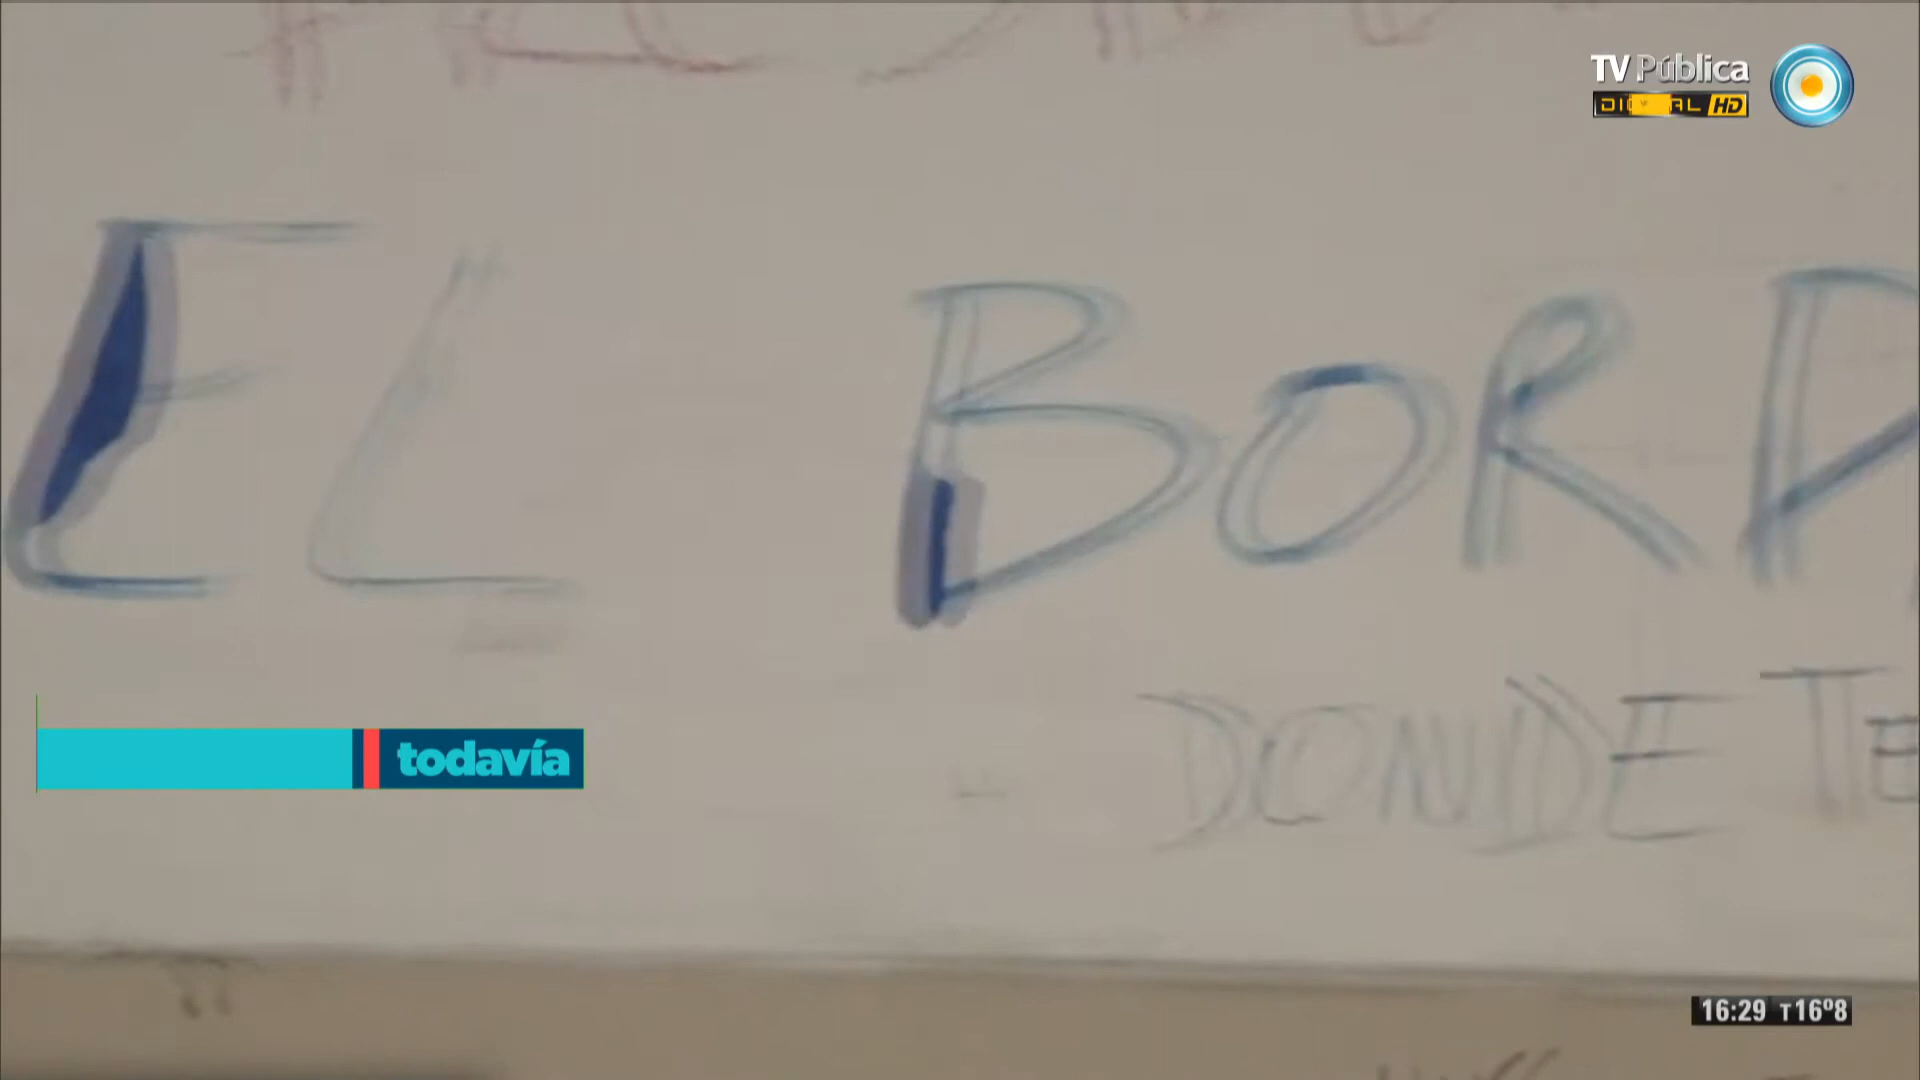 TV Pública
DIGITAL HD
EL BORD
DONDE TE
todavía
16:29 T16º8